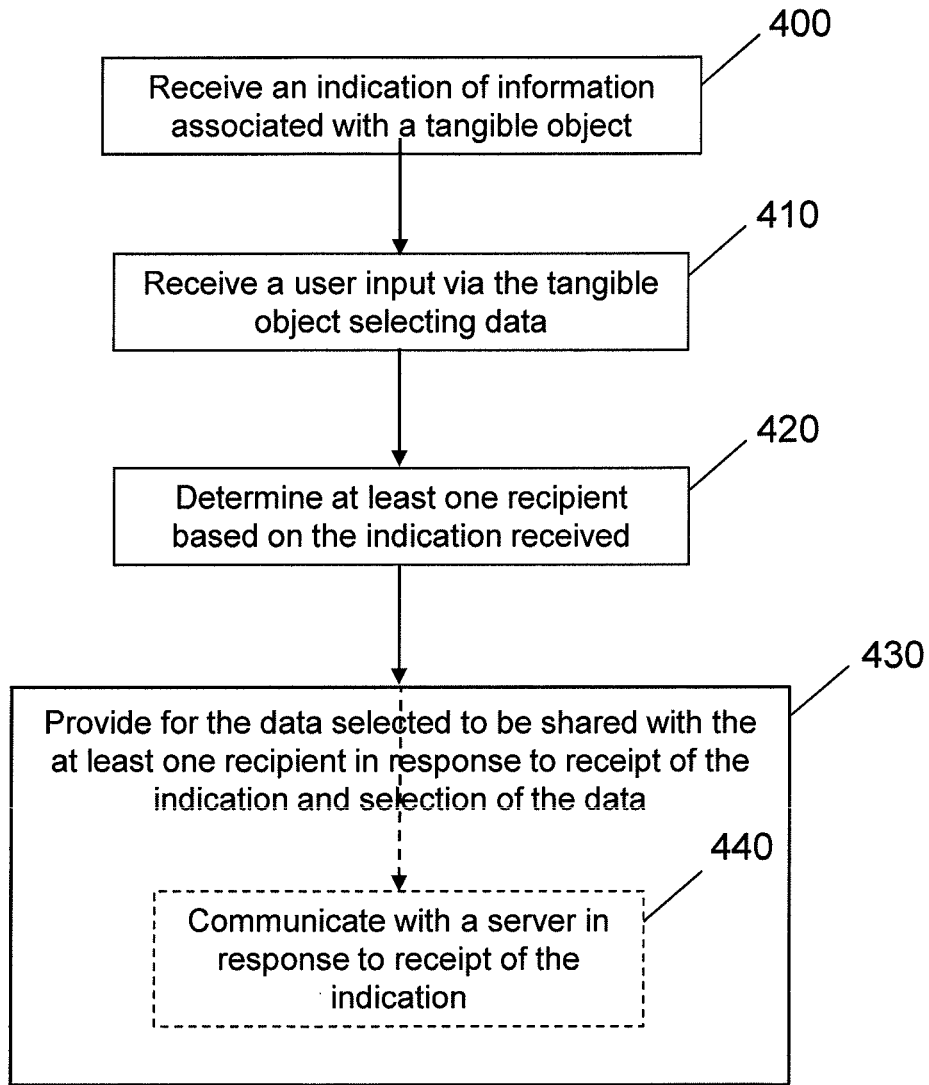 400
Receive an indication of information
associated with a tangible object
410
Receive a user input via the tangible
object selecting data
420
Determine at least one recipient
based on the indication received
430
Provide for the data selected to be shared with the
at least one recipient in response to receipt of the
indication and selection of the data
440
Communicate with a server in
response to receipt of the
indication